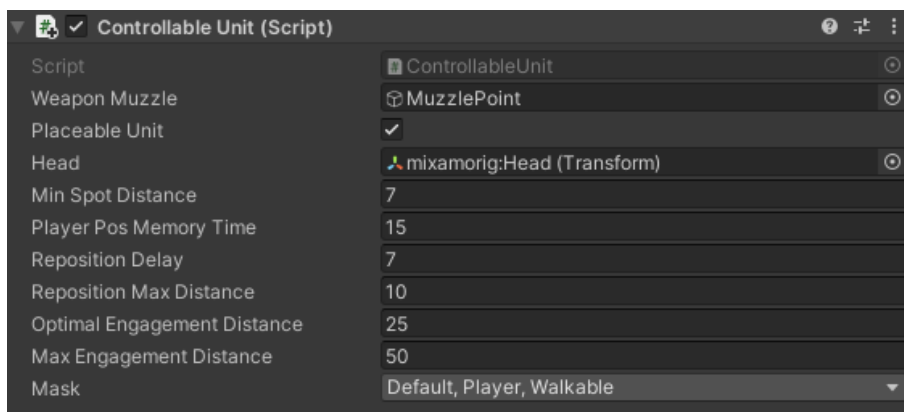 Controllable Unit (Script)
Script ControllableUnit
Weapon Muzzle MuzzlePoint
Placeable Unit
Head mixamorig:Head (Transform)
Min Spot Distance 7
Player Pos Memory Time 15
Reposition Delay 7
Reposition Max Distance 10
Optimal Engagement Distance 25
Max Engagement Distance 50
Mask Default, Player, Walkable